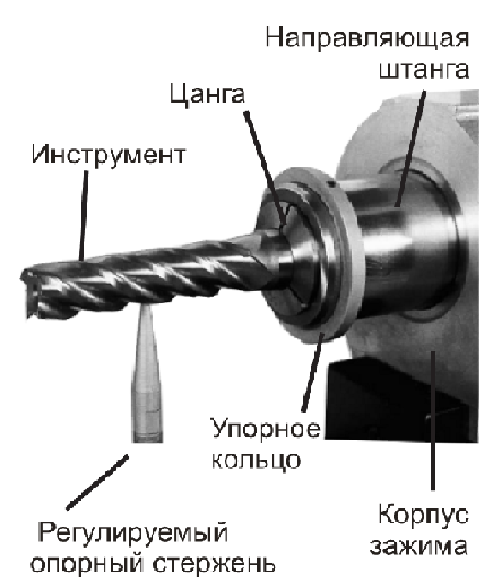 Направляющая
штанга
Цанга
Инструмент
Упорное
кольцо
Корпус
зажима
Регулируемый
опорный стержень